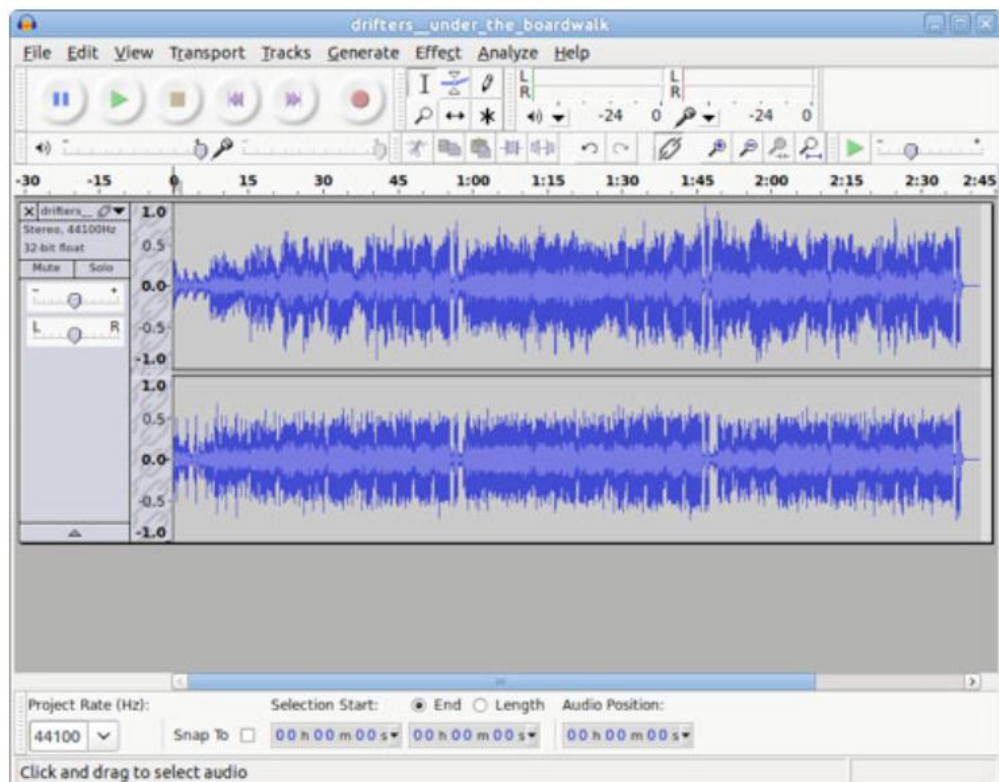 drifters__under_the_boardwalk
File Edit View Transport Tracks Generate Effect Analyze Help
L
R
-24 0
L
R
-24 0
-30 -15 0 15 30 45 1:00 1:15 1:30 1:45 2:00 2:15 2:30 2:45
drifters__
Stereo, 44100Hz
32-bit float
Mute Solo
- +
L R
1.0
0.5
0.0
-0.5
-1.0
1.0
0.5
0.0
-0.5
-1.0
Project Rate (Hz): Selection Start: End Length Audio Position:
44100 Snap To 00 h 00 m 00 s 00 h 00 m 00 s 00 h 00 m 00 s
Click and drag to select audio